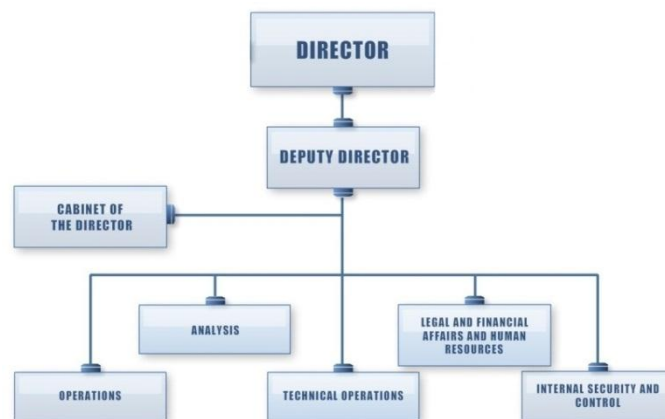 DIRECTOR
DEPUTY DIRECTOR
CABINET OF
THE DIRECTOR
ANALYSIS
LEGAL AND FINANCIAL
AFFAIRS AND HUMAN
RESOURCES
OPERATIONS
TECHNICAL OPERATIONS
INTERNAL SECURITY AND
CONTROL